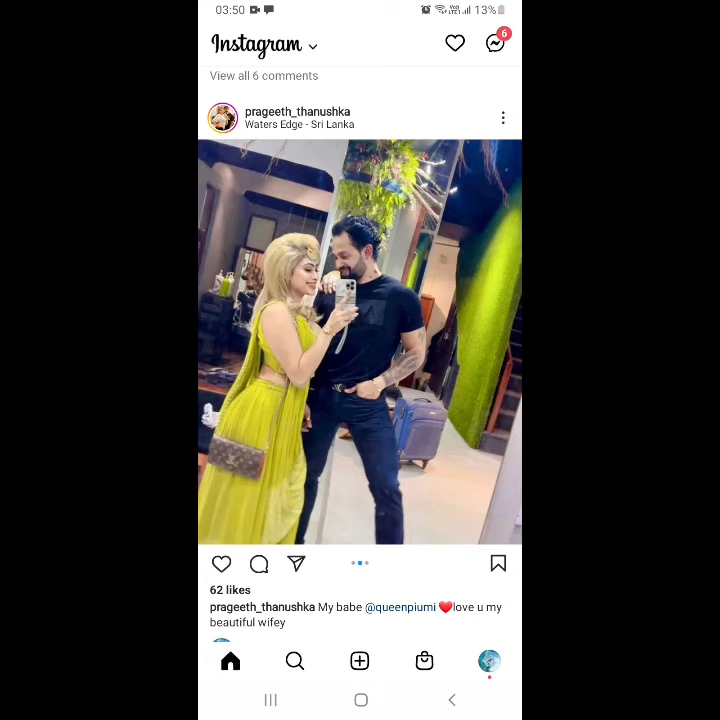 03:50
13%
Instagram
6
View all 6 comments
prageeth_thanushka
Waters Edge - Sri Lanka
62 likes
prageeth_thanushka My babe @queenpiumi ❤️love u my
beautiful wifey